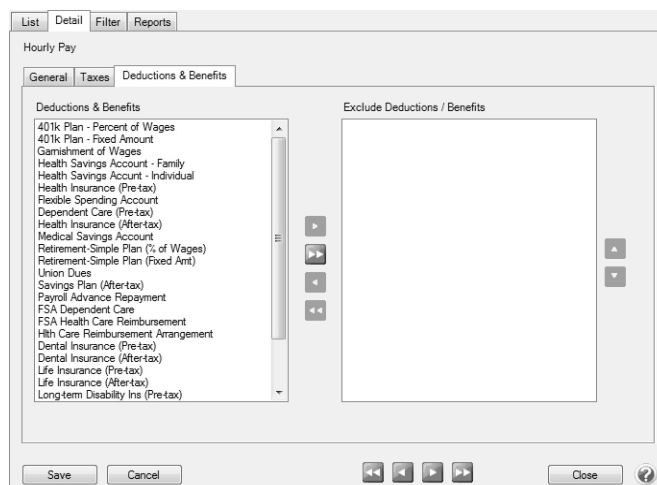 List Detail Filter Reports
Hourly Pay
General Taxes Deductions & Benefits
Deductions & Benefits
Exclude Deductions / Benefits
401k Plan - Percent of Wages
401k Plan - Fixed Amount
Garnishment of Wages
Health Savings Account - Family
Health Savings Accunt - Individual
Health Insurance (Pre-tax)
Flexible Spending Account
Dependent Care (Pre-tax)
Health Insurance (After-tax)
Medical Savings Account
Retirement-Simple Plan (% of Wages)
Retirement-Simple Plan (Fixed Amt)
Union Dues
Savings Plan (After-tax)
Payroll Advance Repayment
FSA Dependent Care
FSA Health Care Reimbursement
Hlth Care Reimbursement Arrangement
Dental Insurance (Pre-tax)
Dental Insurance (After-tax)
Life Insurance (Pre-tax)
Life Insurance (After-tax)
Long-term Disability Ins (Pre-tax)
Save Cancel Close ?